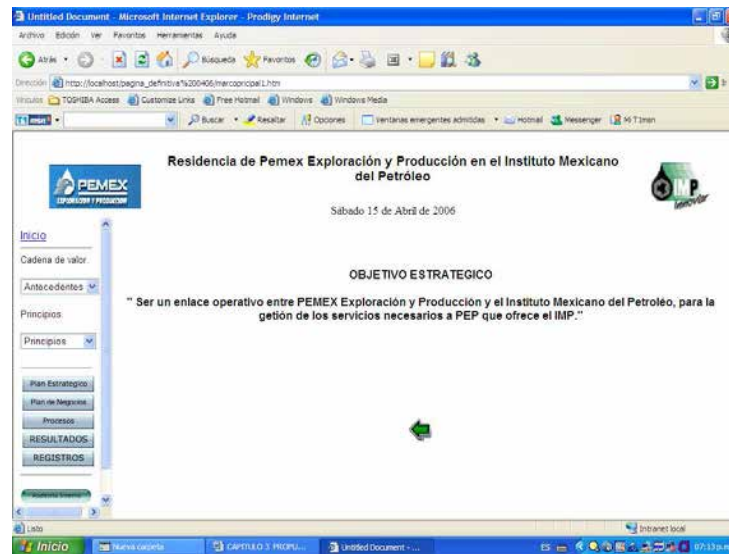 Untitled Document - Microsoft Internet Explorer - Prodigy Internet
Archivo Edición Ver Favoritos Herramientas Ayuda
Atrás Búsqueda Favoritos
Dirección http://localhost/pagina_definitiva%200406/marcopricipal1.htm
Vínculos TOSHIBA Access Customize Links Free Hotmail Windows Windows Media
msn Buscar Resaltar Opciones Ventanas emergentes admitidas Hotmail Messenger Mi
PEMEX
EXPLORACIÓN Y PRODUCCIÓN
Residencia de Pemex Exploración y Producción en el Instituto Mexicano
del Petróleo
Sábado 15 de Abril de 2006
IMP
Innovar
Inicio
Cadena de valor
Antecedentes
Principios
Principios
Plan Estrategico
Plan de Negocios
Procesos
RESULTADOS
REGISTROS
OBJETIVO ESTRATEGICO
" Ser un enlace operativo entre PEMEX Exploración y Producción y el Instituto Mexicano del Petroléo, para la
getión de los servicios necesarios a PEP que ofrece el IMP."
Listo
Intranet local
Inicio Nueva carpeta CAPITULO 3 PROPU... Untitled Document - ... ES 07:13 p.m.